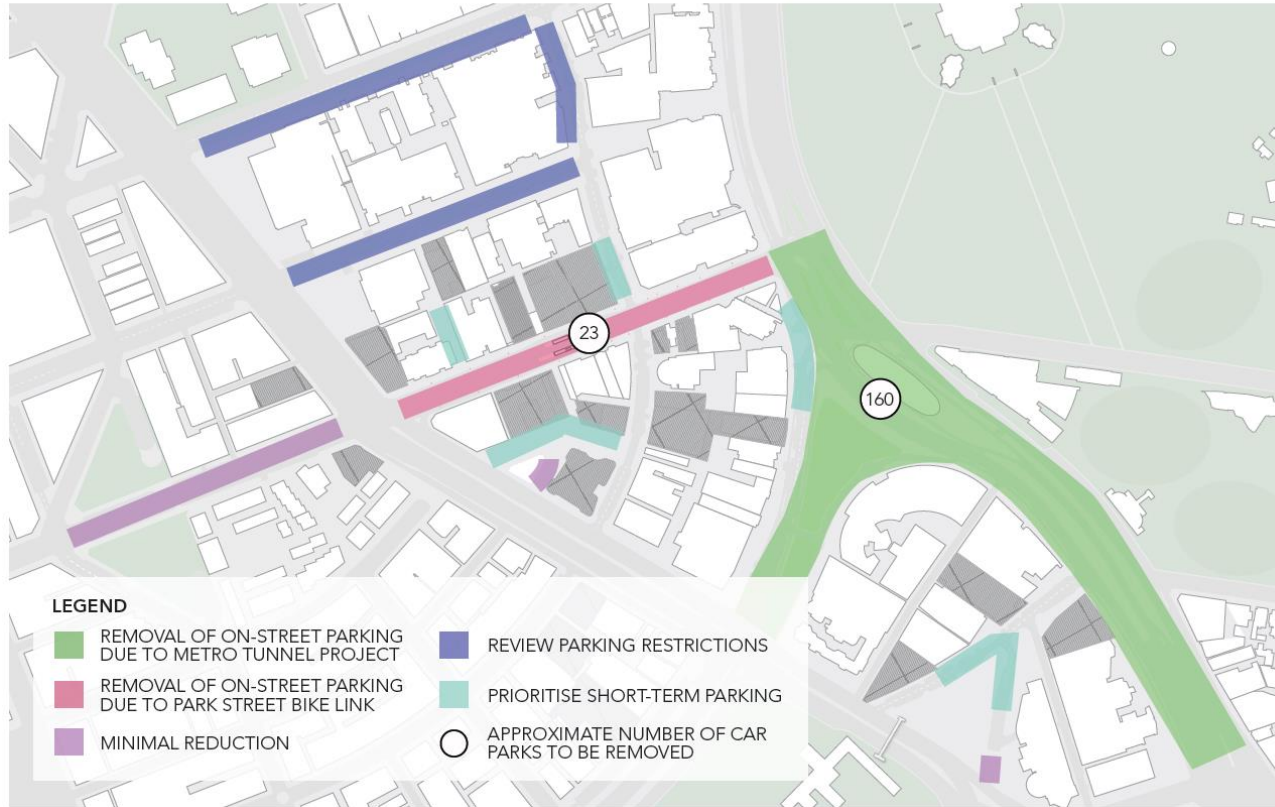 23
160
LEGEND
REMOVAL OF ON-STREET PARKING
DUE TO METRO TUNNEL PROJECT
REMOVAL OF ON-STREET PARKING
DUE TO PARK STREET BIKE LINK
MINIMAL REDUCTION
REVIEW PARKING RESTRICTIONS
PRIORITISE SHORT-TERM PARKING
APPROXIMATE NUMBER OF CAR
PARKS TO BE REMOVED